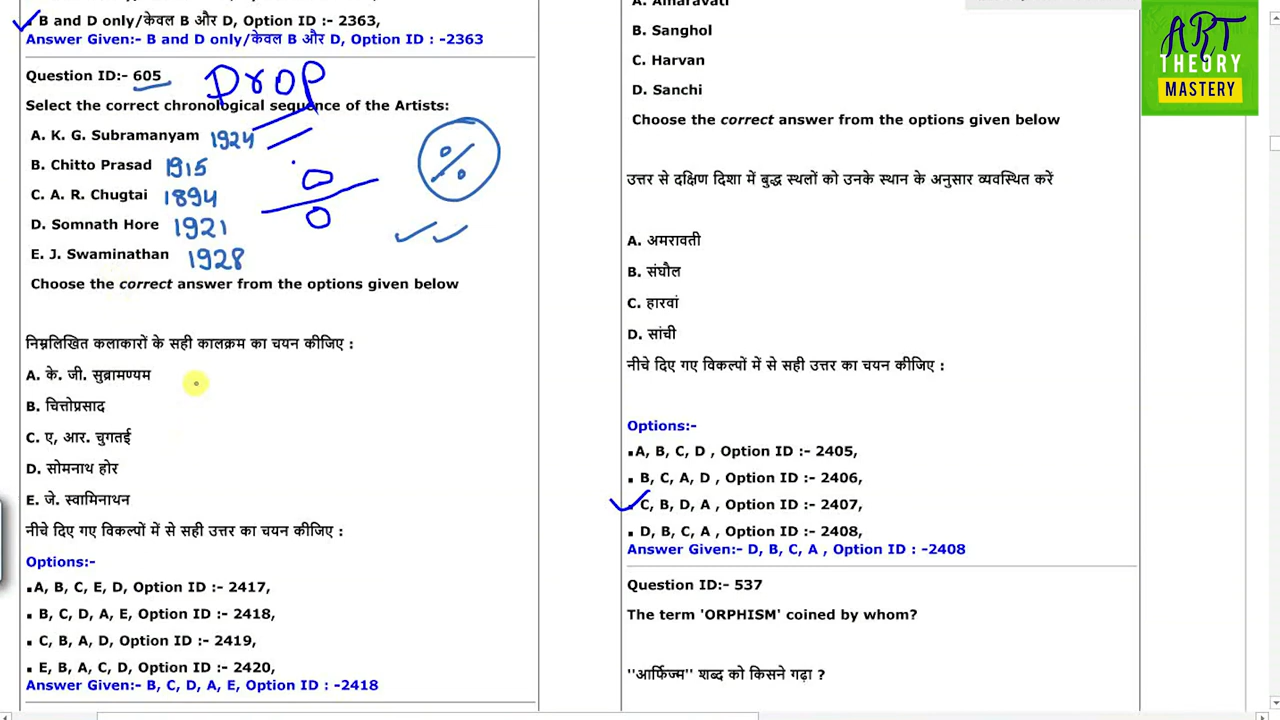 B and D only/केवल B और D, Option ID :- 2363,
Answer Given:- B and D only/केवल B और D, Option ID : -2363
Question ID:- 605
Drop
Select the correct chronological sequence of the Artists:
A. K. G. Subramanyam 1924
B. Chitto Prasad 1915
C. A. R. Chugtai 1894
D. Somnath Hore 1921
E. J. Swaminathan 1928
0
0
%
Choose the correct answer from the options given below
निम्नलिखित कलाकारों के सही कालक्रम का चयन कीजिए :
A. के. जी. सुब्रामण्यम
B. चित्तोप्रसाद
C. ए, आर. चुगतई
D. सोमनाथ होर
E. जे. स्वामिनाथन
नीचे दिए गए विकल्पों में से सही उत्तर का चयन कीजिए :
Options:-
A, B, C, E, D, Option ID :- 2417,
B, C, D, A, E, Option ID :- 2418,
C, B, A, D, Option ID :- 2419,
E, B, A, C, D, Option ID :- 2420,
Answer Given:- B, C, D, A, E, Option ID : -2418
A. Amaravati
B. Sanghol
C. Harvan
D. Sanchi
Choose the correct answer from the options given below
उत्तर से दक्षिण दिशा में बुद्ध स्थलों को उनके स्थान के अनुसार व्यवस्थित करें
A. अमरावती
B. संघौल
C. हारवां
D. सांची
नीचे दिए गए विकल्पों में से सही उत्तर का चयन कीजिए :
Options:-
A, B, C, D , Option ID :- 2405,
B, C, A, D , Option ID :- 2406,
C, B, D, A , Option ID :- 2407,
D, B, C, A , Option ID :- 2408,
Answer Given:- D, B, C, A , Option ID : -2408
Question ID:- 537
The term 'ORPHISM' coined by whom?
''आर्फिज्म'' शब्द को किसने गढ़ा ?
ART
THEORY
MASTERY